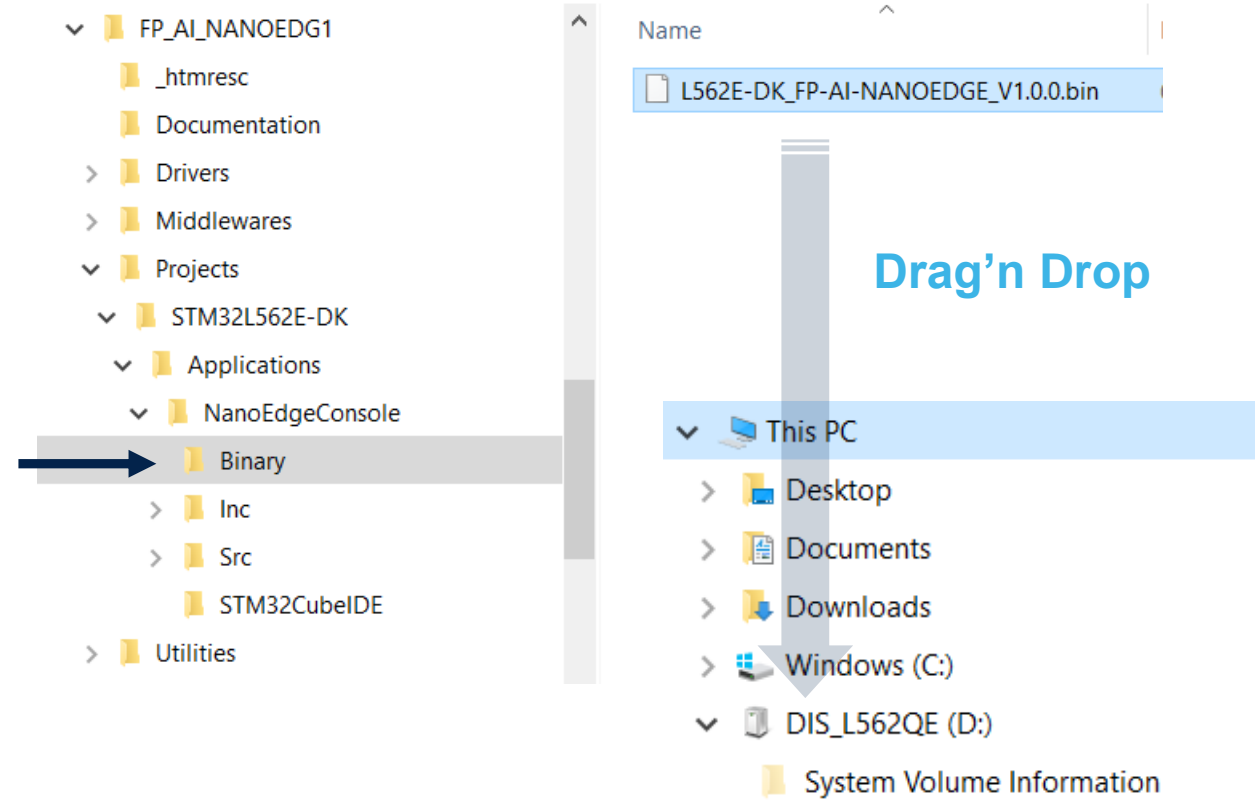 FP_AI_NANOEDG1
_htmresc
Documentation
Drivers
Middlewares
Projects
STM32L562E-DK
Applications
NanoEdgeConsole
Binary
Inc
Src
STM32CubeIDE
Utilities
Name
L562E-DK_FP-AI-NANOEDGE_V1.0.0.bin
Drag’n Drop
This PC
Desktop
Documents
Downloads
Windows (C:)
DIS_L562QE (D:)
System Volume Information